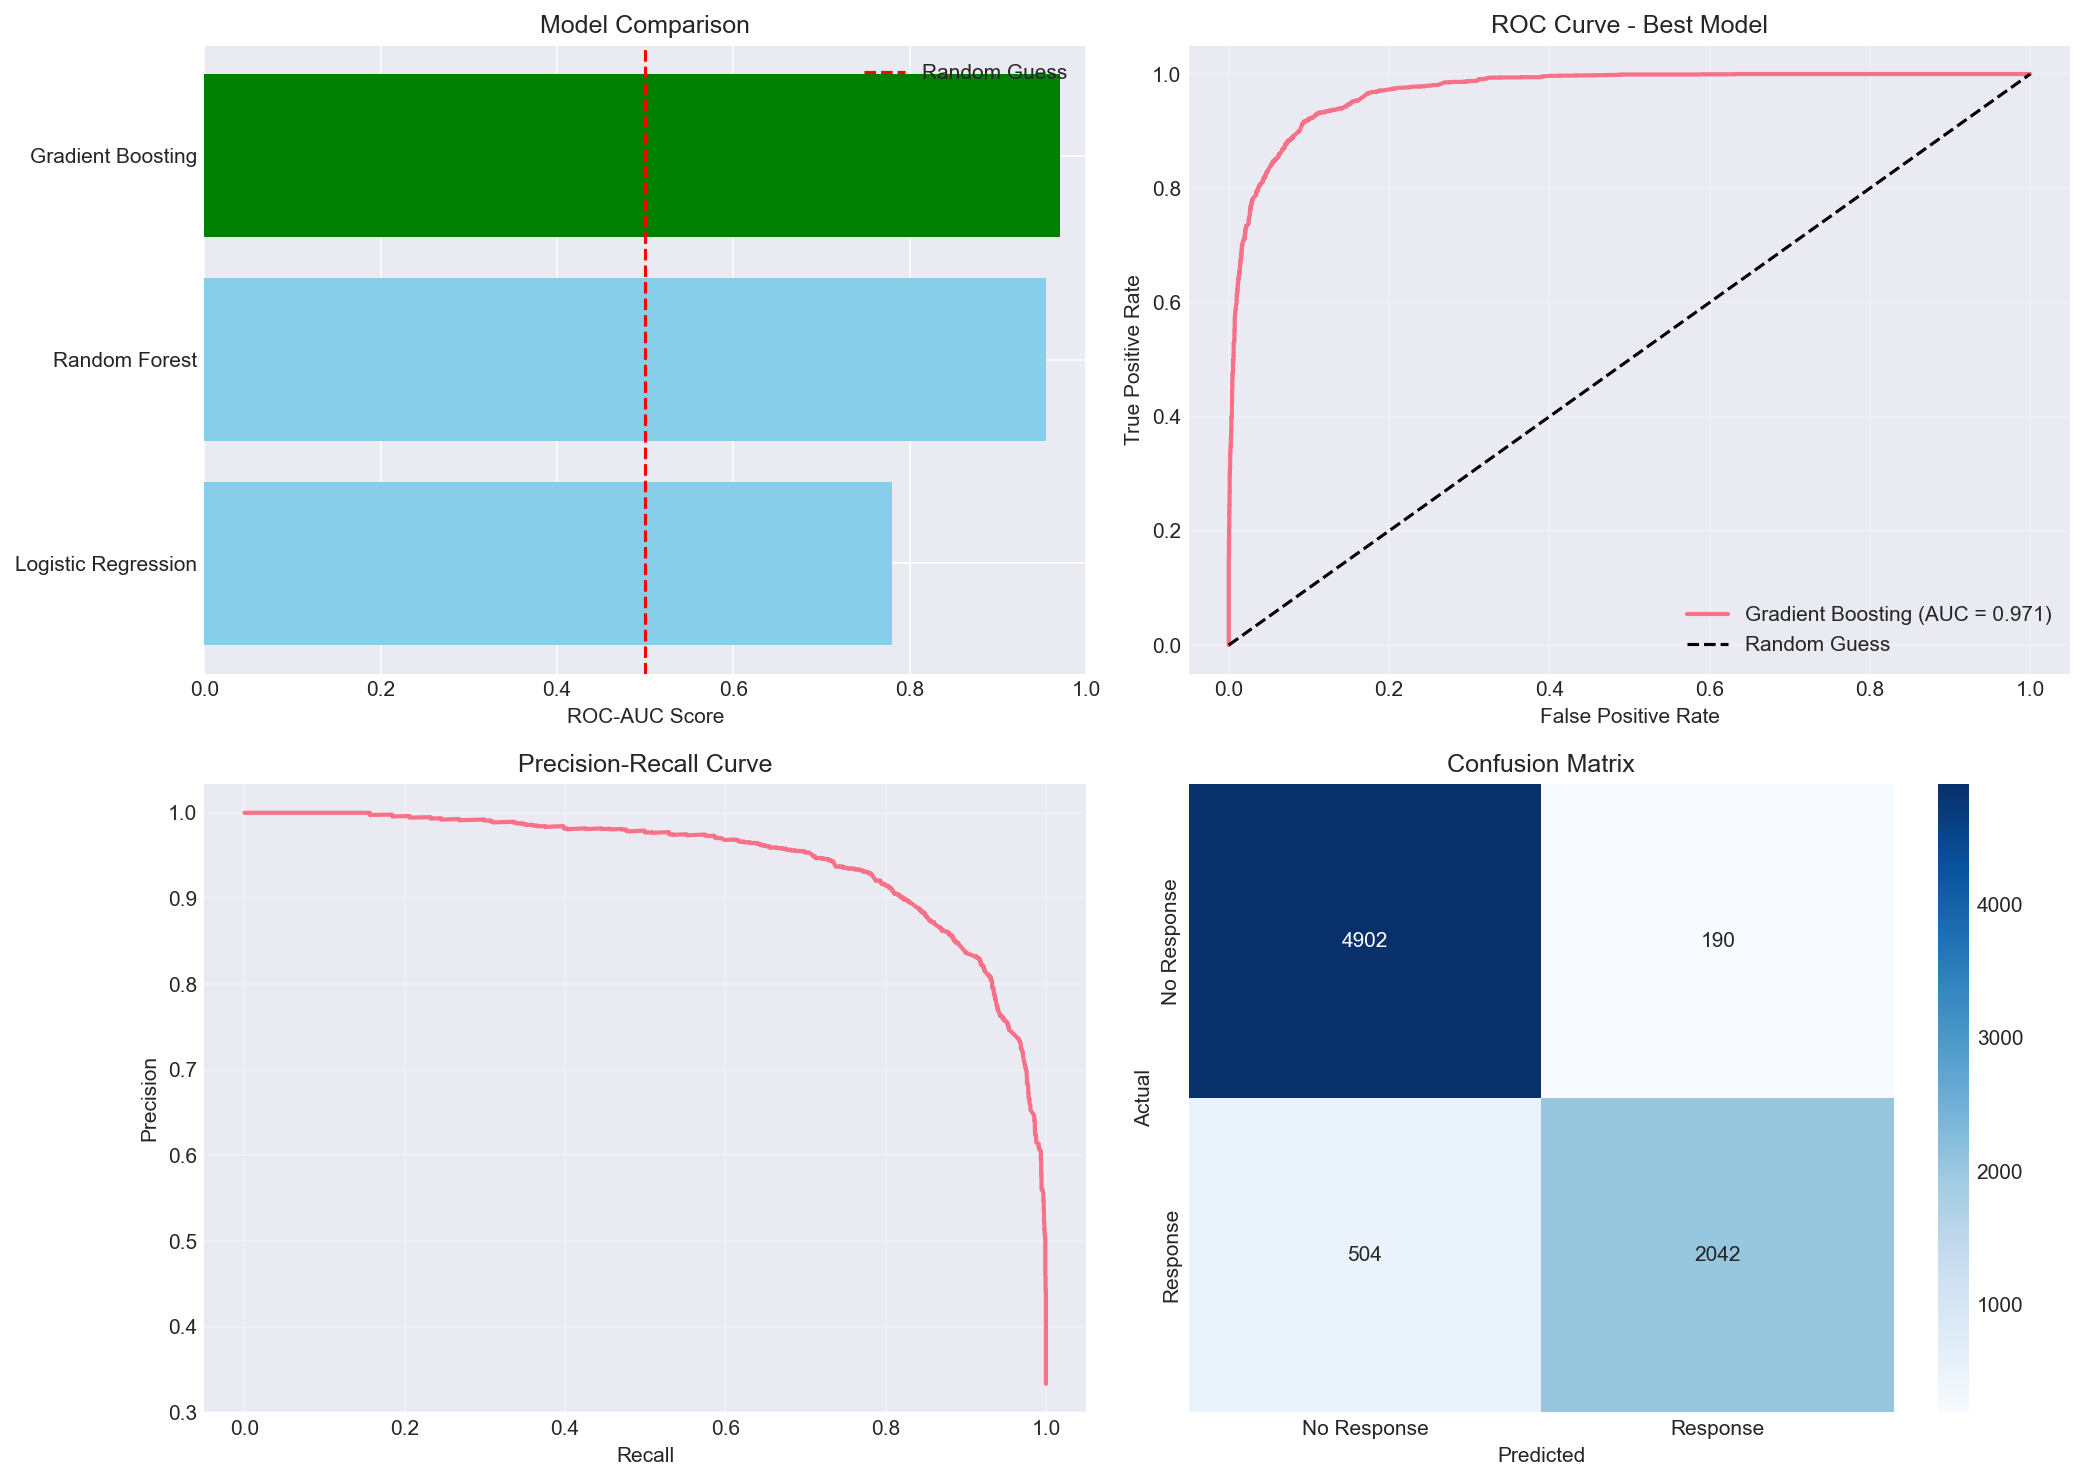 Model Comparison
Random Guess
Gradient Boosting
Random Forest
Logistic Regression
0.0 0.2 0.4 0.6 0.8 1.0
ROC-AUC Score
ROC Curve - Best Model
True Positive Rate
1.0
0.8
0.6
0.4
0.2
0.0
Gradient Boosting (AUC = 0.971)
Random Guess
0.0 0.2 0.4 0.6 0.8 1.0
False Positive Rate
Precision-Recall Curve
Precision
1.0
0.9
0.8
0.7
0.6
0.5
0.4
0.3
0.0 0.2 0.4 0.6 0.8 1.0
Recall
Confusion Matrix
Actual
No Response
4902 190
Response
504 2042
No Response Response
Predicted
4000
3000
2000
1000